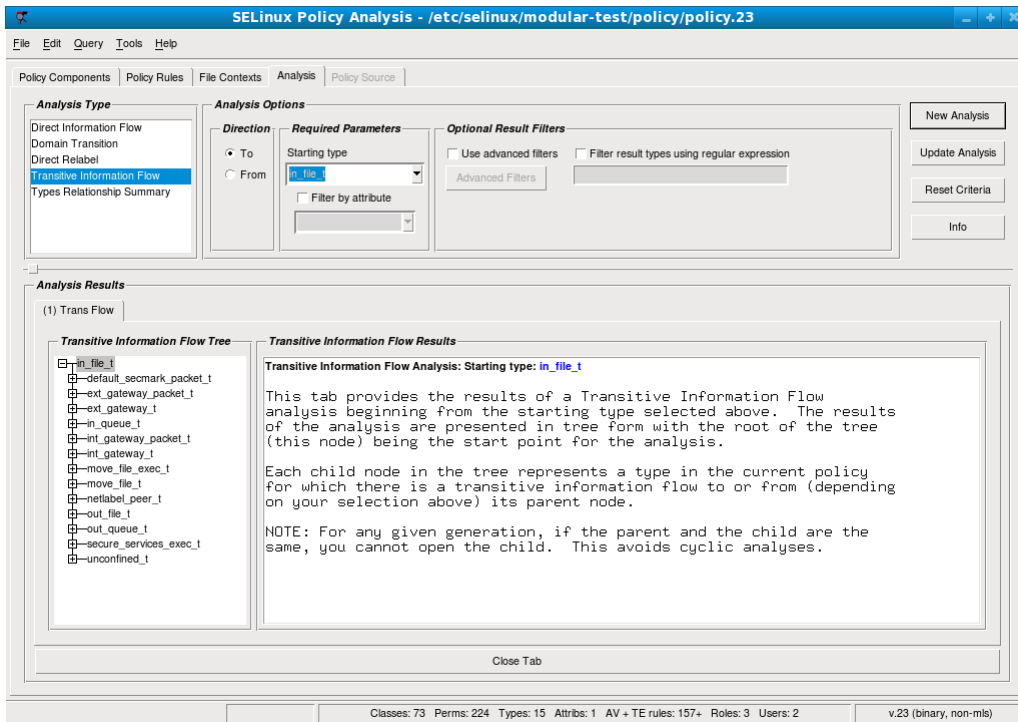 SELinux Policy Analysis - /etc/selinux/modular-test/policy/policy.23
File Edit Query Tools Help
Policy Components Policy Rules File Contexts Analysis Policy Source
Analysis Type
Direct Information Flow
Domain Transition
Direct Relabel
Transitive Information Flow
Types Relationship Summary
Analysis Options
Direction
To
From
Required Parameters
Starting type
in_file_t
Filter by attribute
Optional Result Filters
Use advanced filters
Filter result types using regular expression
Advanced Filters
New Analysis
Update Analysis
Reset Criteria
Info
Analysis Results
(1) Trans Flow
Transitive Information Flow Tree
in_file_t
default_secmark_packet_t
ext_gateway_packet_t
ext_gateway_t
in_queue_t
int_gateway_packet_t
int_gateway_t
move_file_exec_t
move_file_t
netlabel_peer_t
out_file_t
out_queue_t
secure_services_exec_t
unconfined_t
Transitive Information Flow Results
Transitive Information Flow Analysis: Starting type: in_file_t
This tab provides the results of a Transitive Information Flow
analysis beginning from the starting type selected above. The results
of the analysis are presented in tree form with the root of the tree
(this node) being the start point for the analysis.
Each child node in the tree represents a type in the current policy
for which there is a transitive information flow to or from (depending
on your selection above) its parent node.
NOTE: For any given generation, if the parent and the child are the
same, you cannot open the child. This avoids cyclic analyses.
Close Tab
Classes: 73 Perms: 224 Types: 15 Attribs: 1 AV + TE rules: 157+ Roles: 3 Users: 2
v.23 (binary, non-mls)